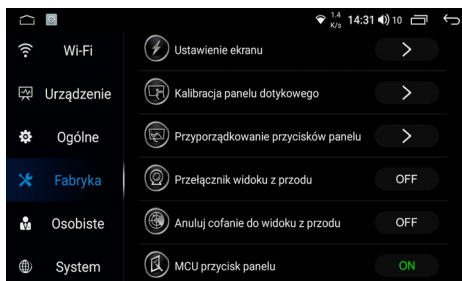 1.4 K/s 14:31 10
Wi-Fi
Urządzenie
Ogólne
Fabryka
Osobiste
System
Ustawienie ekranu
Kalibracja panelu dotykowego
Przyporządkowanie przycisków panelu
Przełącznik widoku z przodu OFF
Anuluj cofanie do widoku z przodu OFF
MCU przycisk panelu ON